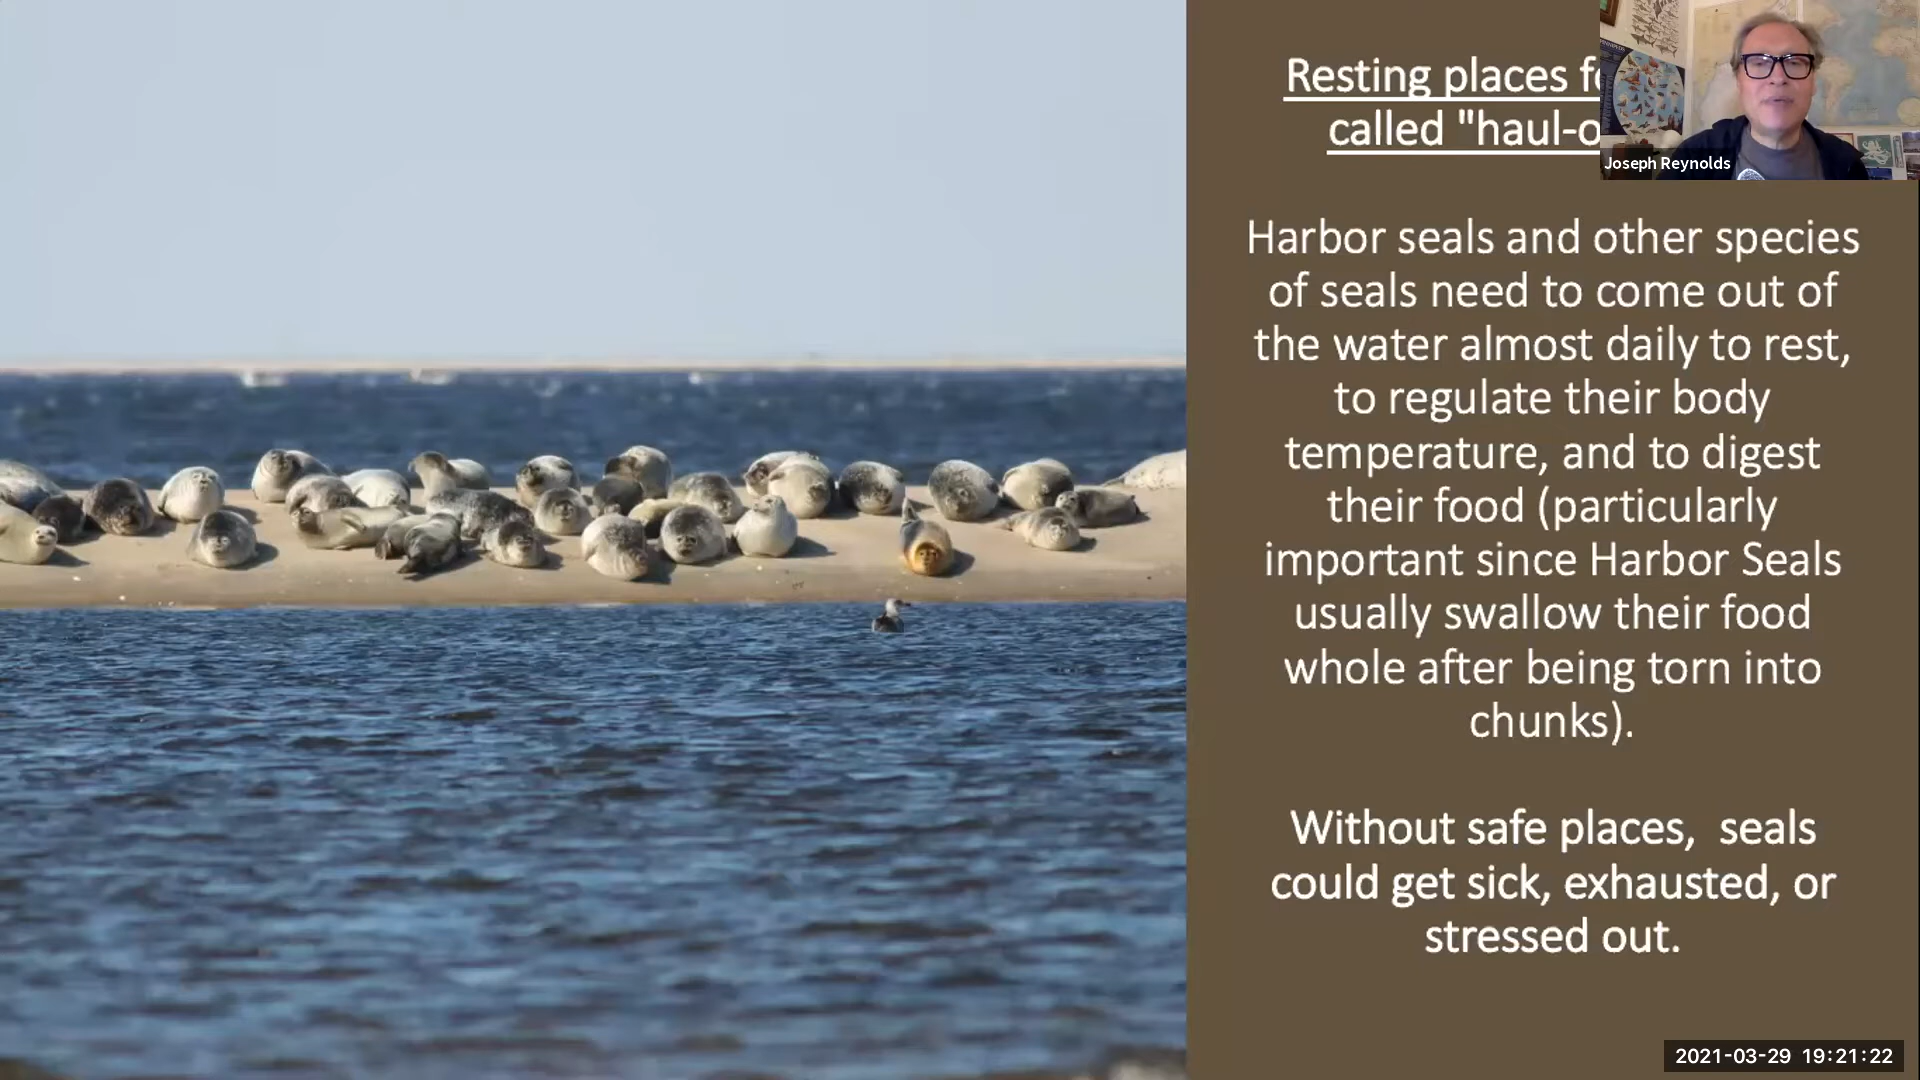 Resting places fo
called "haul-o
Joseph Reynolds
Harbor seals and other species
of seals need to come out of
the water almost daily to rest,
to regulate their body
temperature, and to digest
their food (particularly
important since Harbor Seals
usually swallow their food
whole after being torn into
chunks).
Without safe places,  seals
could get sick, exhausted, or
stressed out.
2021-03-29 19:21:22